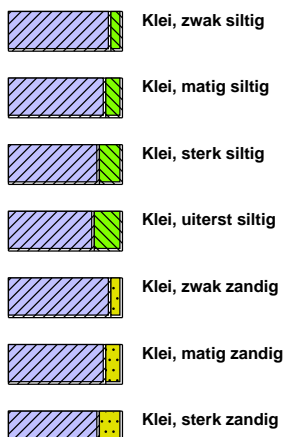 Klei, zwak siltig
Klei, matig siltig
Klei, sterk siltig
Klei, uiterst siltig
Klei, zwak zandig
Klei, matig zandig
Klei, sterk zandig